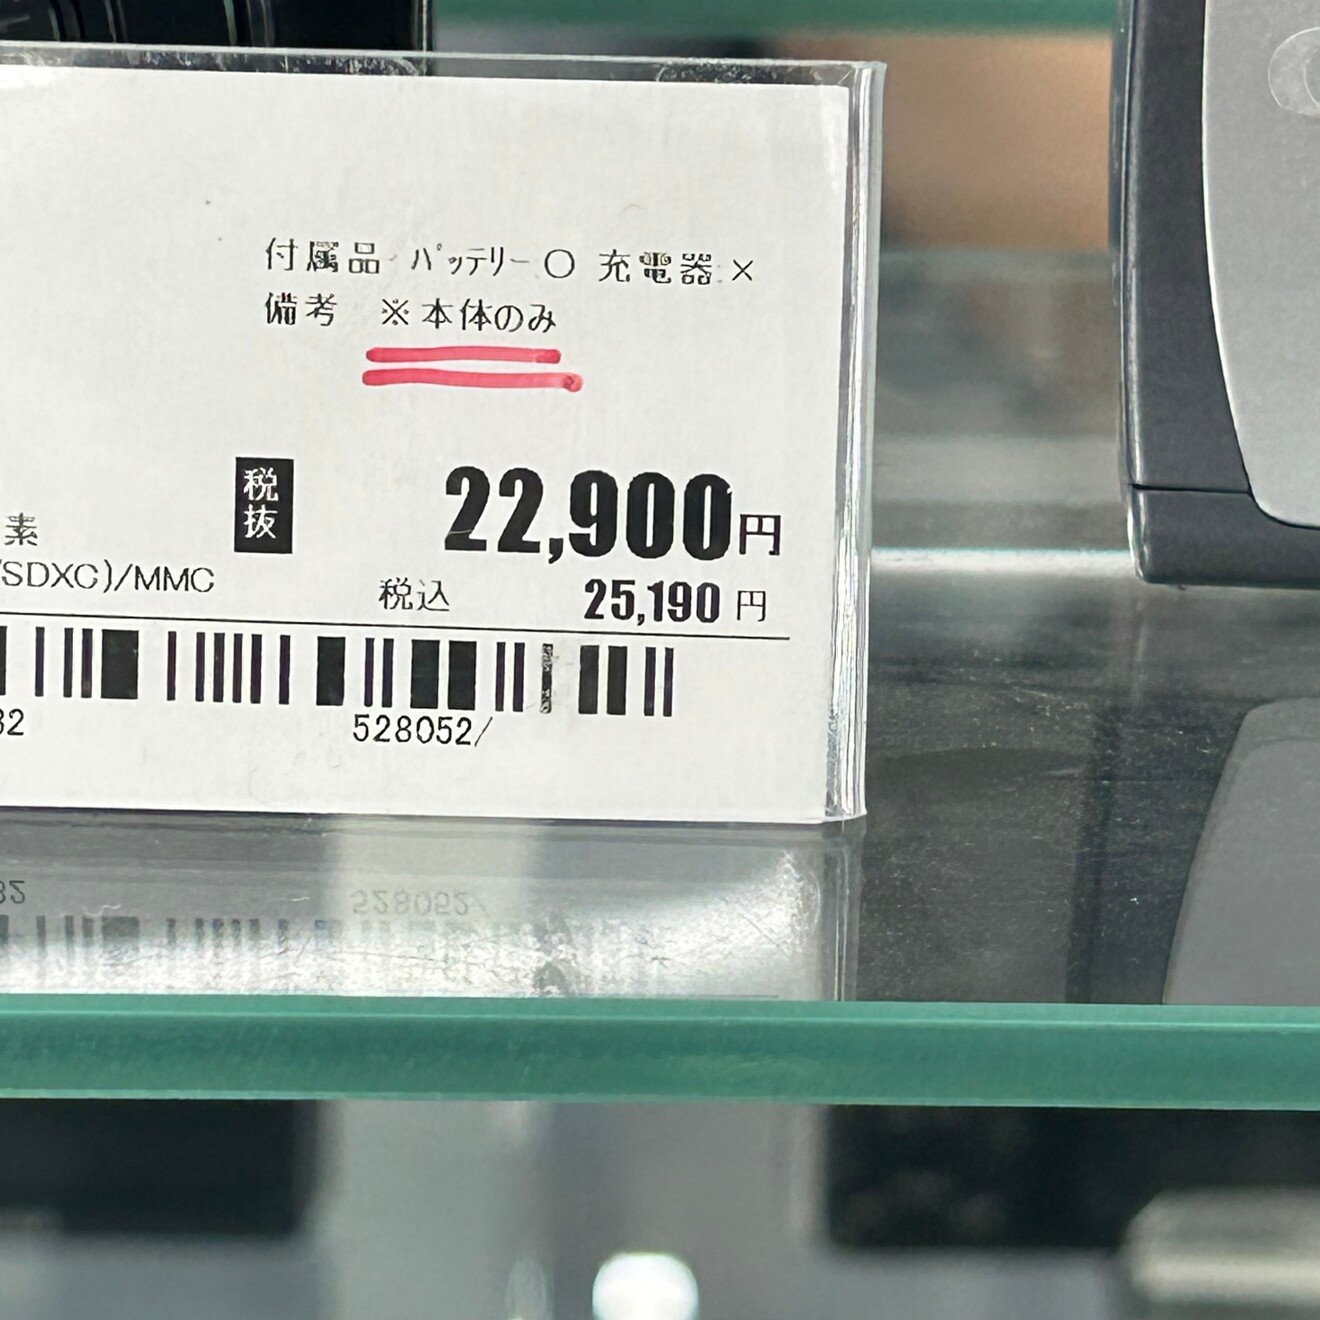 付属品 バッテリー〇 充電器×
備考 ※本体のみ
税抜 22,900円
素
SDXC)/MMC
税込 25,190円
32 528052/